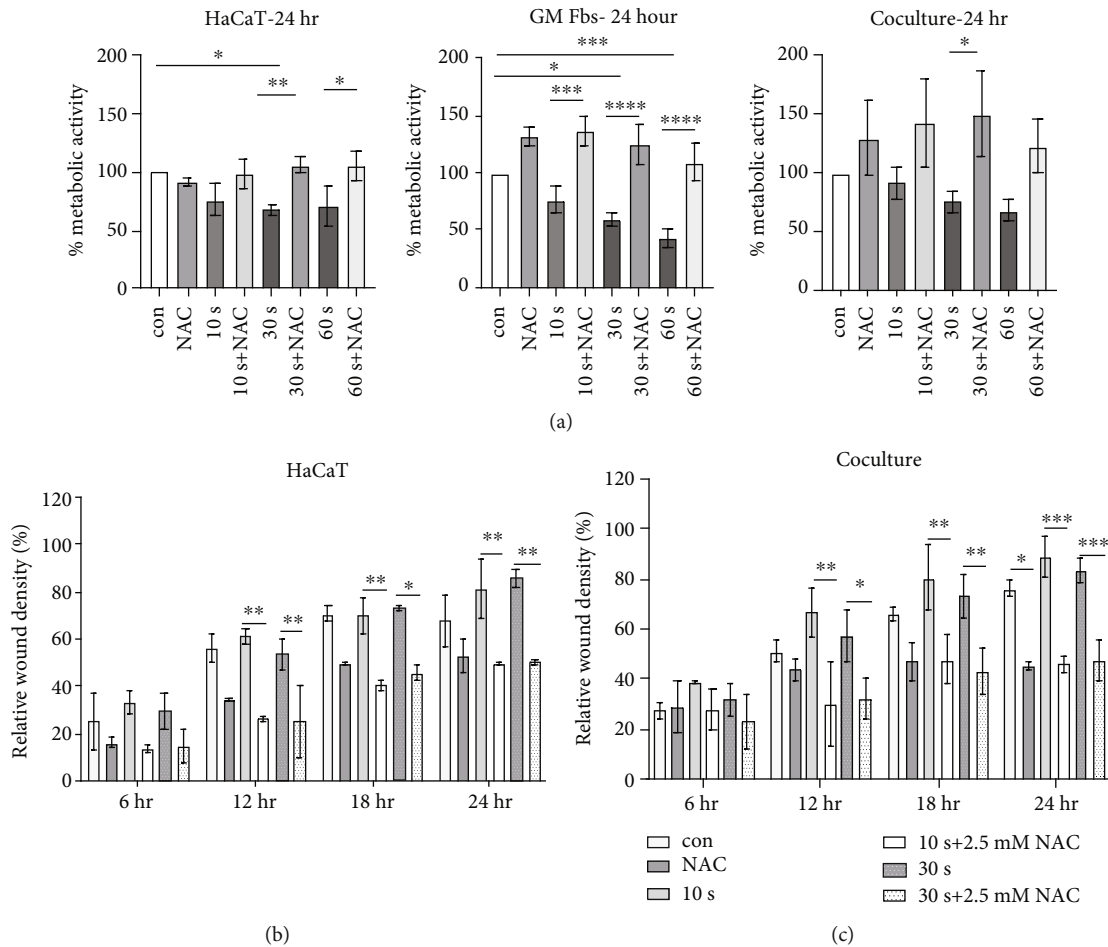 HaCaT-24 hr
200
150
100
50
0
% metabolic activity
*
**
*
con
NAC
10 s
10 s+NAC
30 s
30 s+NAC
60 s
60 s+NAC
GM Fbs- 24 hour
200
150
100
50
0
% metabolic activity
***
*
***
****
****
con
NAC
10 s
10 s+NAC
30 s
30 s+NAC
60 s
60 s+NAC
Coculture-24 hr
200
150
100
50
0
% metabolic activity
*
con
NAC
10 s
10 s+NAC
30 s
30 s+NAC
60 s
60 s+NAC
(a)
HaCaT
120
100
80
60
40
20
0
Relative wound density (%)
**
**
**
*
**
**
6 hr
12 hr
18 hr
24 hr
(b)
Coculture
120
100
80
60
40
20
0
Relative wound density (%)
**
*
**
**
*
***
***
6 hr
12 hr
18 hr
24 hr
con
NAC
10 s
10 s+2.5 mM NAC
30 s
30 s+2.5 mM NAC
(c)